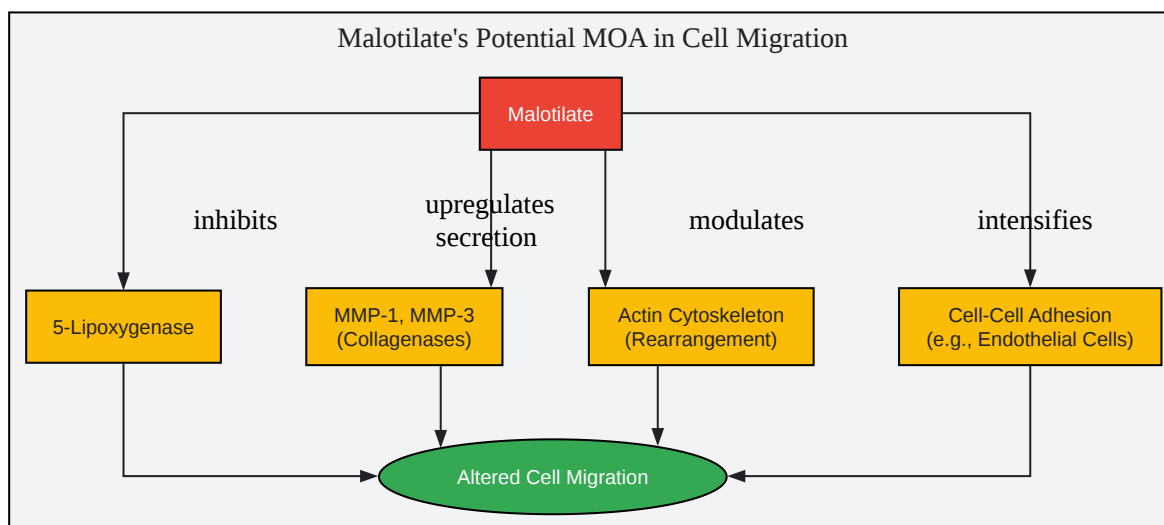 Malotilate's Potential MOA in Cell Migration
Malotilate
inhibits
upregulates
secretion
modulates
intensifies
5-Lipoxygenase
MMP-1, MMP-3
(Collagenases)
Actin Cytoskeleton
(Rearrangement)
Cell-Cell Adhesion
(e.g., Endothelial Cells)
Altered Cell Migration